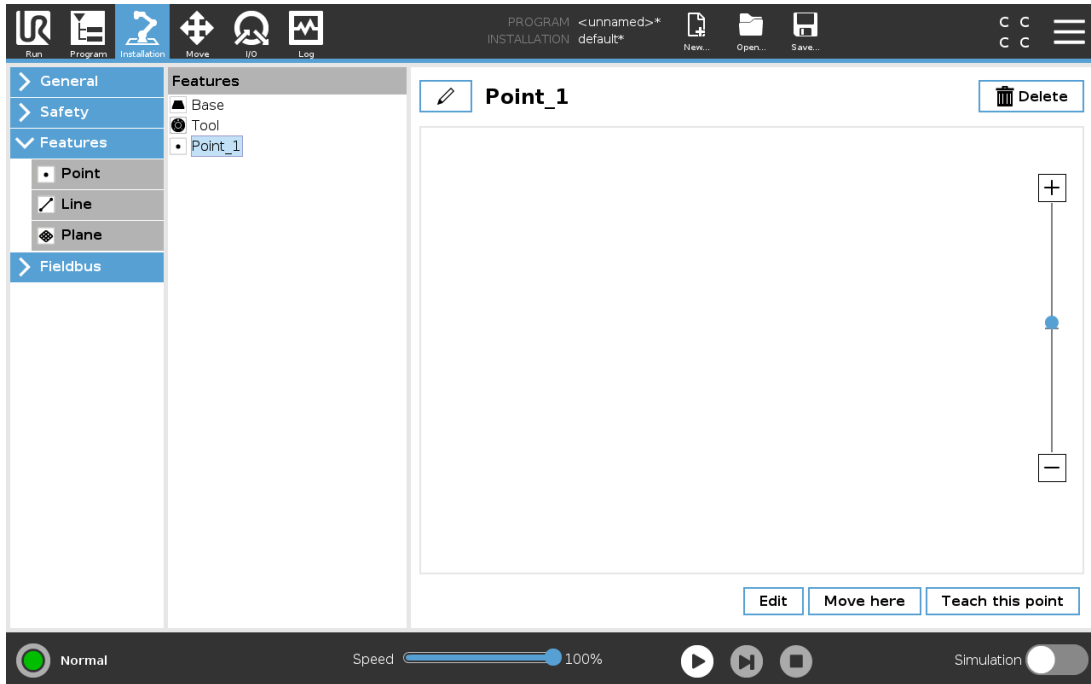 UR
Run
Program
Installation
Move
I/O
Log
PROGRAM <unnamed>*
INSTALLATION default*
New...
Open...
Save...
C C
C C
General
Safety
Features
Point
Line
Plane
Fieldbus
Features
Base
Tool
Point_1
Point_1
Delete
+
−
Edit Move here Teach this point
Normal
Speed 100%
Simulation